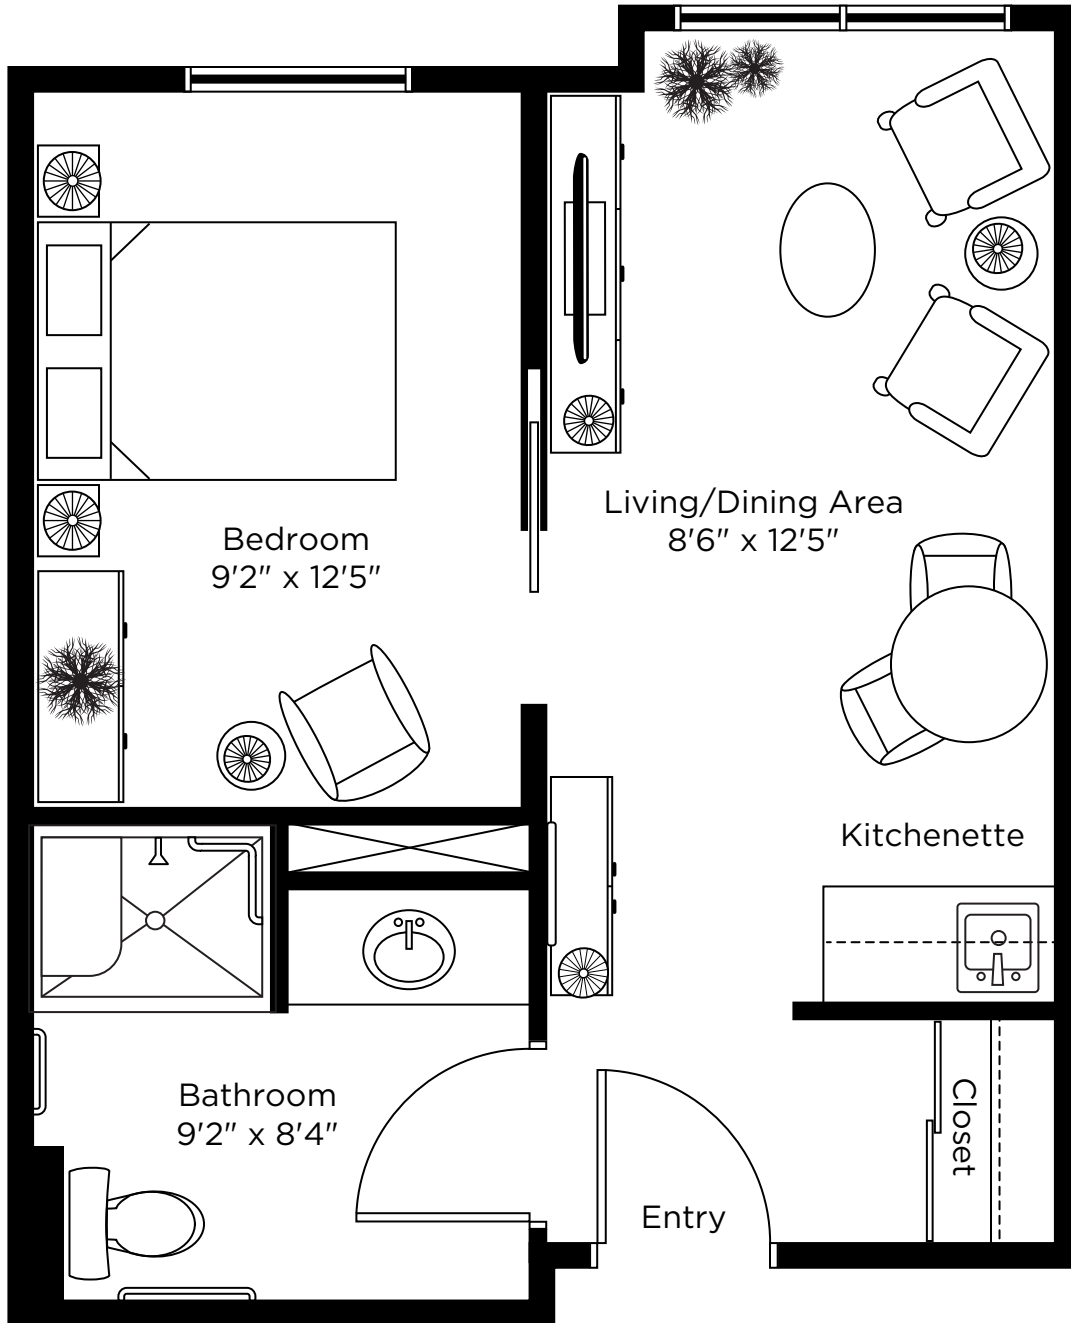 Living/Dining Area
8'6" x 12'5"
Bedroom
9'2" x 12'5"
Kitchenette
Bathroom
9'2" x 8'4"
Closet
Entry